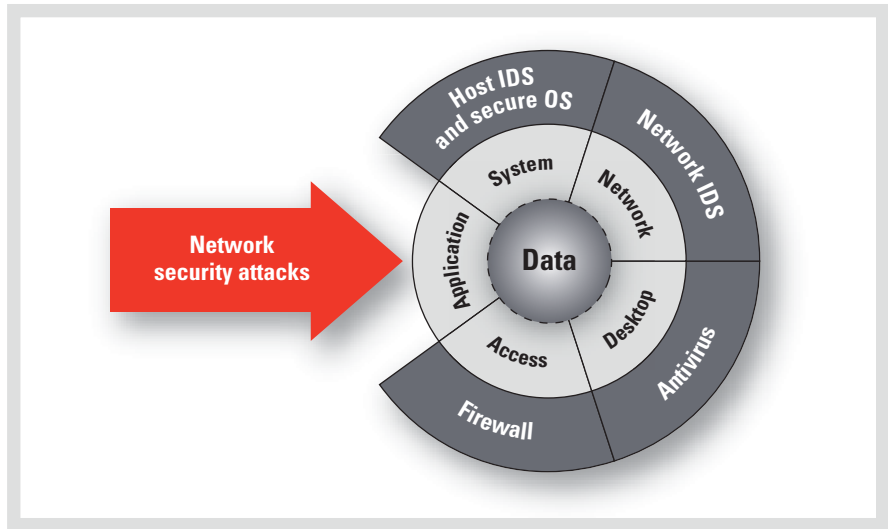 Network
security attacks
Host IDS
and secure OS
Network IDS
Antivirus
Firewall
System
Network
Desktop
Access
Application
Data